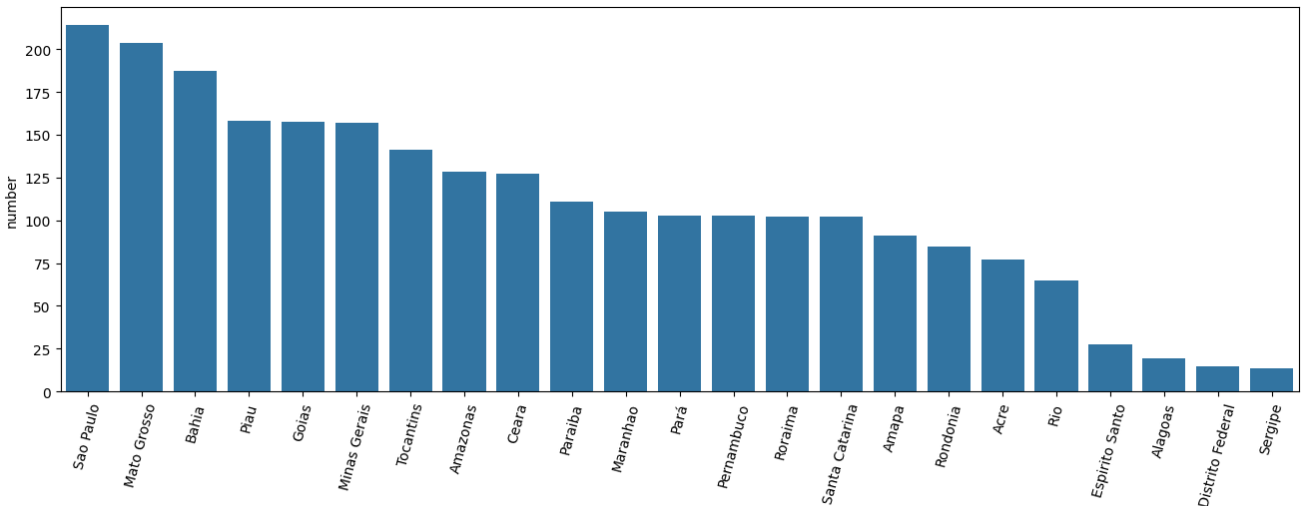 number
200
175
150
125
100
75
50
25
0
Sao Paulo
Mato Grosso
Bahia
Piau
Goias
Minas Gerais
Tocantins
Amazonas
Ceara
Paraiba
Maranhao
Pará
Pernambuco
Roraima
Santa Catarina
Amapa
Rondonia
Acre
Rio
Espirito Santo
Alagoas
Distrito Federal
Sergipe